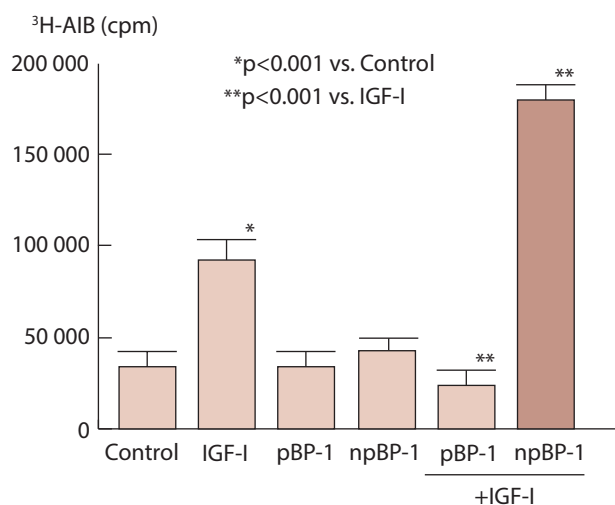 ³H-AIB (cpm)
200 000
*p<0.001 vs. Control
**
**p<0.001 vs. IGF-I
150 000
*
100 000
50 000
**
0
Control IGF-I pBP-1 npBP-1 pBP-1 npBP-1
+IGF-I